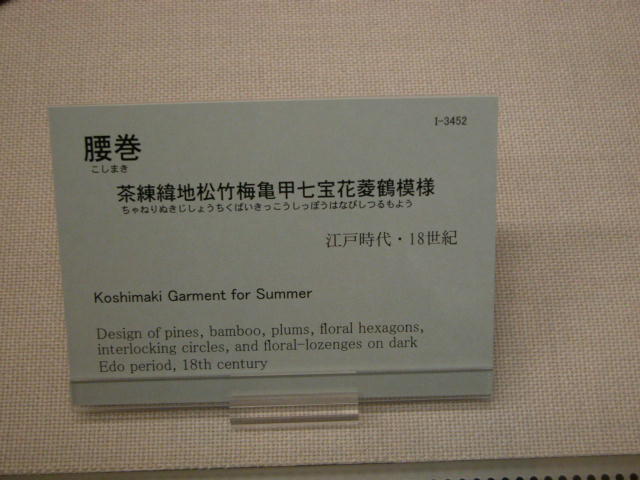 I-3452
腰巻
こしまき
茶練緯地松竹梅亀甲七宝花菱鶴模様
ちゃねりぬきじしょうちくばいきっこうしっぽうはなびしつるもよう
江戸時代・18世紀
Koshimaki Garment for Summer
Design of pines, bamboo, plums, floral hexagons,
interlocking circles, and floral-lozenges on dark
Edo period, 18th century